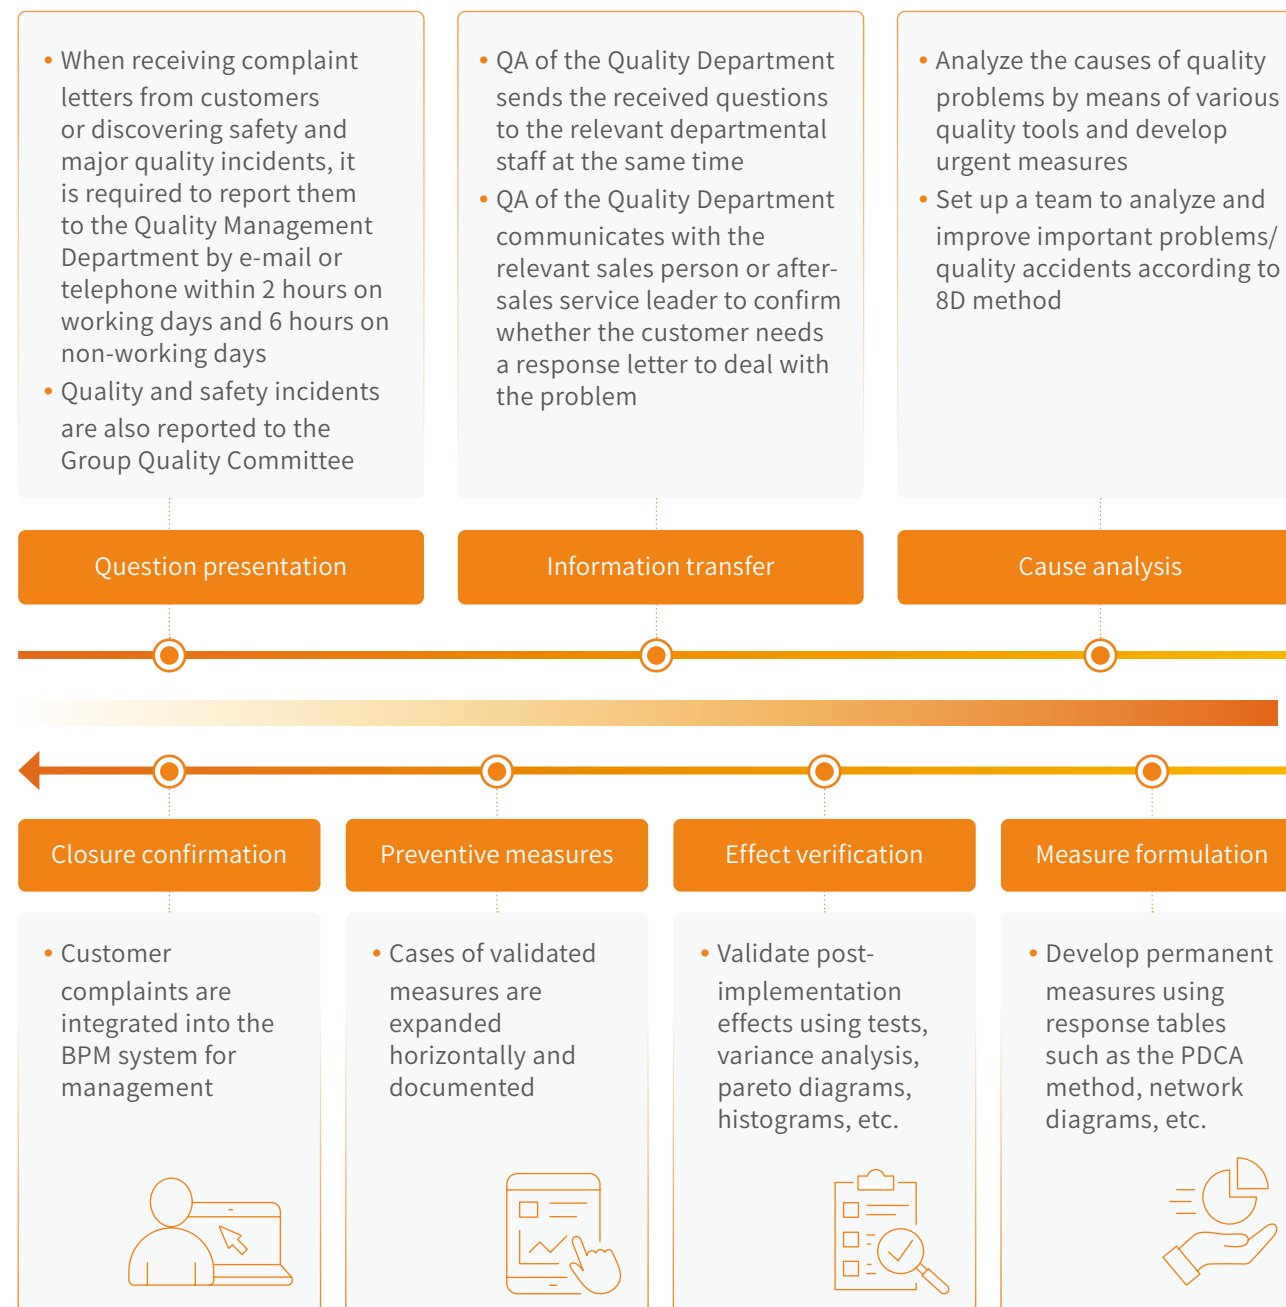 • When receiving complaint
letters from customers
or discovering safety and
major quality incidents, it
is required to report them
to the Quality Management
Department by e-mail or
telephone within 2 hours on
working days and 6 hours on
non-working days
• Quality and safety incidents
are also reported to the
Group Quality Committee
Question presentation
• QA of the Quality Department
sends the received questions
to the relevant departmental
staff at the same time
• QA of the Quality Department
communicates with the
relevant sales person or after-
sales service leader to confirm
whether the customer needs
a response letter to deal with
the problem
Information transfer
• Analyze the causes of quality
problems by means of various
quality tools and develop
urgent measures
• Set up a team to analyze and
improve important problems/
quality accidents according to
8D method
Cause analysis
Closure confirmation
• Customer
complaints are
integrated into the
BPM system for
management
Preventive measures
• Cases of validated
measures are
expanded
horizontally and
documented
Effect verification
• Validate post-
implementation
effects using tests,
variance analysis,
pareto diagrams,
histograms, etc.
Measure formulation
• Develop permanent
measures using
response tables
such as the PDCA
method, network
diagrams, etc.